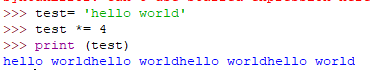 >>> test= 'hello world'
>>> test *= 4
>>> print (test)
hello worldhello worldhello worldhello world